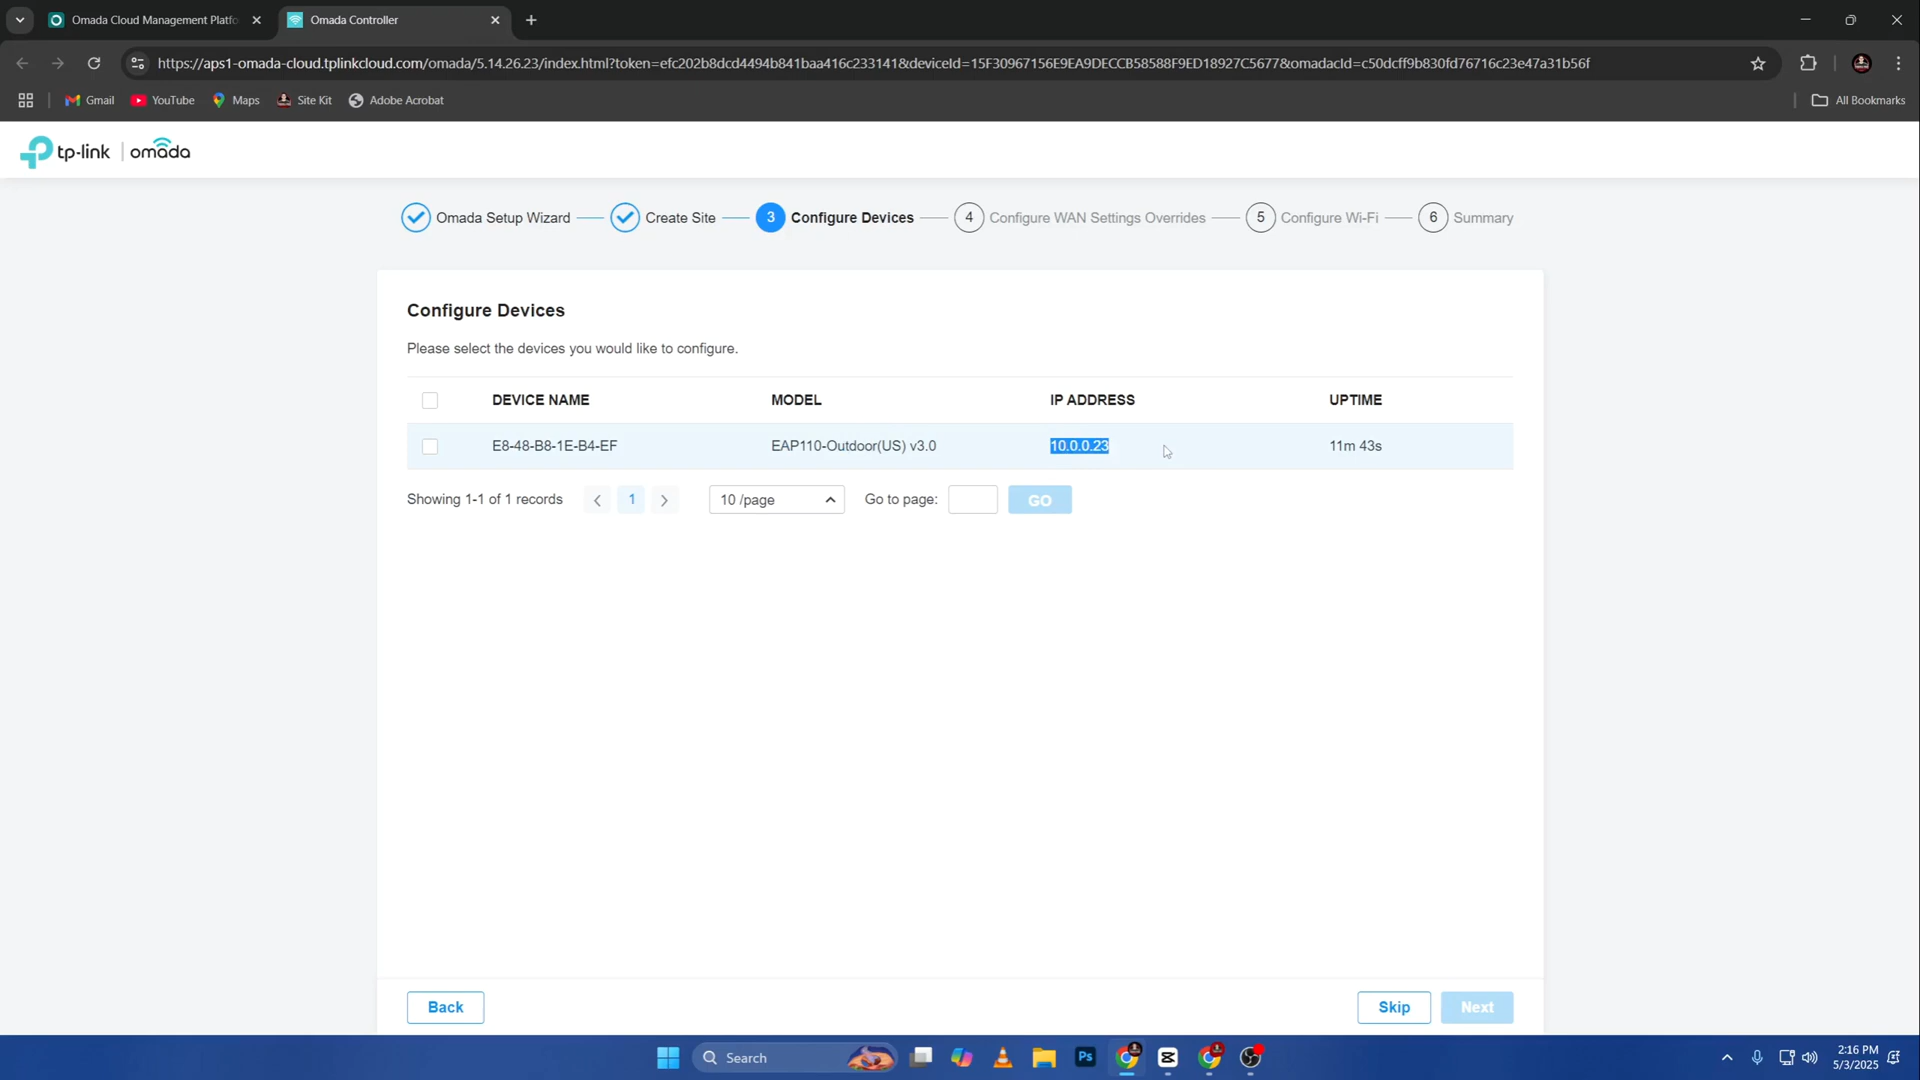 Omada Cloud Management Platfo
Omada Controller
https://aps1-omada-cloud.tplinkcloud.com/omada/5.14.26.23/index.html?token=efc202b8dcd4494b841baa416c233141&deviceId=15F30967156E9EA9DECCB58588F9ED18927C5677&omadacId=c50dcff9b830fd76716c23e47a31b56f
Gmail YouTube Maps Site Kit Adobe Acrobat All Bookmarks
tp-link | omada
Omada Setup Wizard Create Site 3 Configure Devices 4 Configure WAN Settings Overrides 5 Configure Wi-Fi 6 Summary
Configure Devices
Please select the devices you would like to configure.
DEVICE NAME MODEL IP ADDRESS UPTIME
E8-48-B8-1E-B4-EF EAP110-Outdoor(US) v3.0 10.0.0.23 11m 43s
Showing 1-1 of 1 records 1 10 /page Go to page: GO
Back Skip Next
Search Ps 2:16 PM
5/3/2025